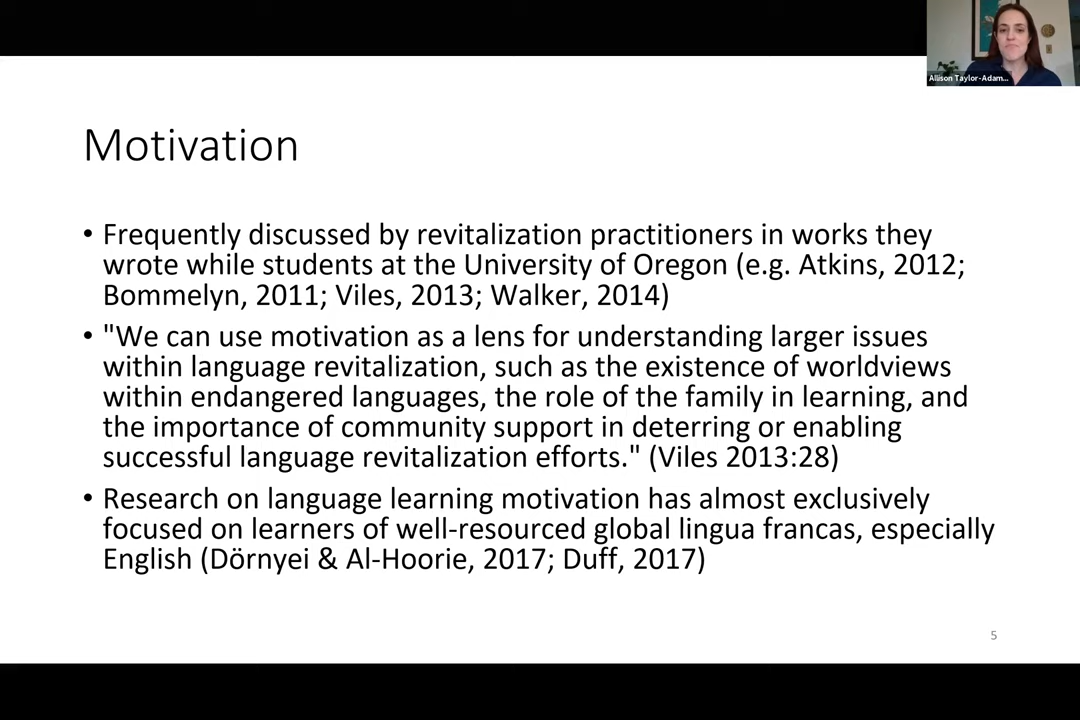 Allison Taylor-Adam...
Motivation
• Frequently discussed by revitalization practitioners in works they
wrote while students at the University of Oregon (e.g. Atkins, 2012;
Bommelyn, 2011; Viles, 2013; Walker, 2014)
• "We can use motivation as a lens for understanding larger issues
within language revitalization, such as the existence of worldviews
within endangered languages, the role of the family in learning, and
the importance of community support in deterring or enabling
successful language revitalization efforts." (Viles 2013:28)
• Research on language learning motivation has almost exclusively
focused on learners of well-resourced global lingua francas, especially
English (Dörnyei & Al-Hoorie, 2017; Duff, 2017)
5